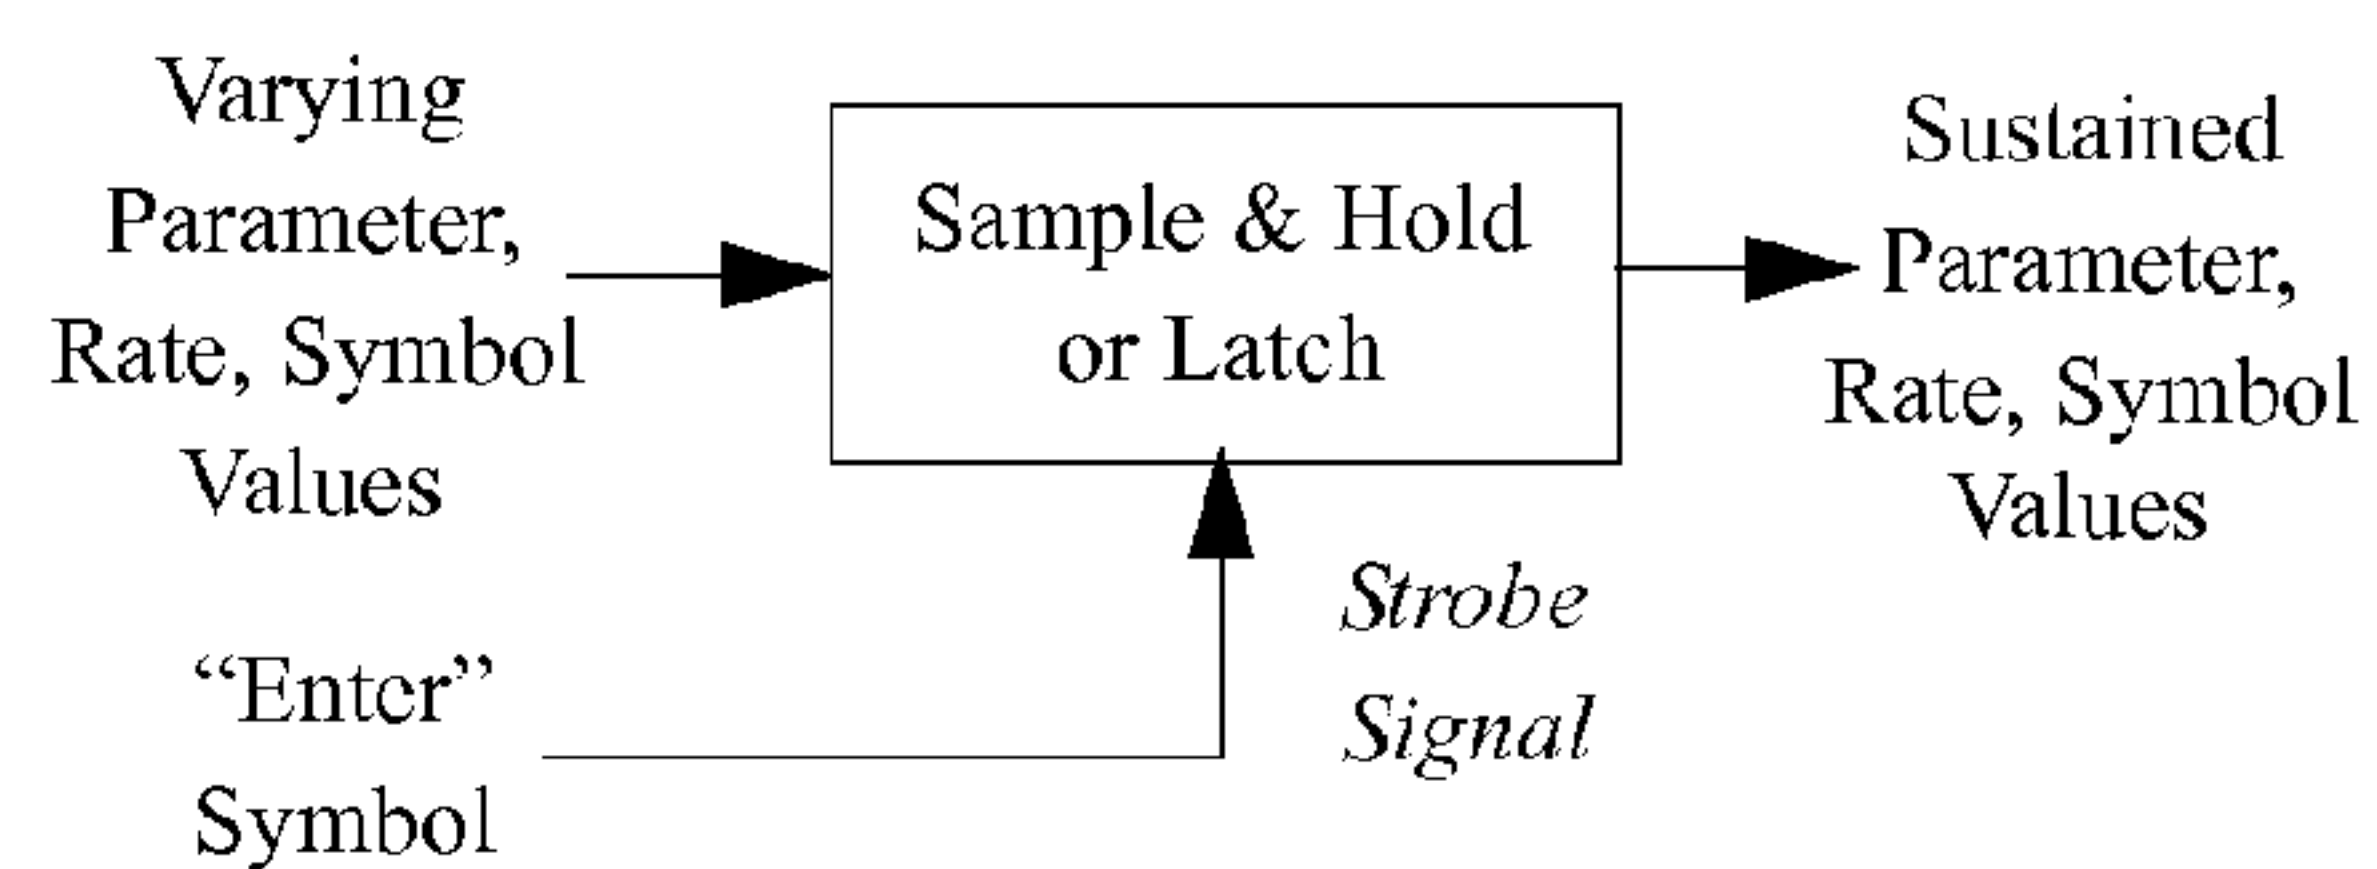 Varying
Parameter,
Rate, Symbol
Values
Sample & Hold
or Latch
Sustained
Parameter,
Rate, Symbol
Values
“Enter”
Symbol
Strobe
Signal